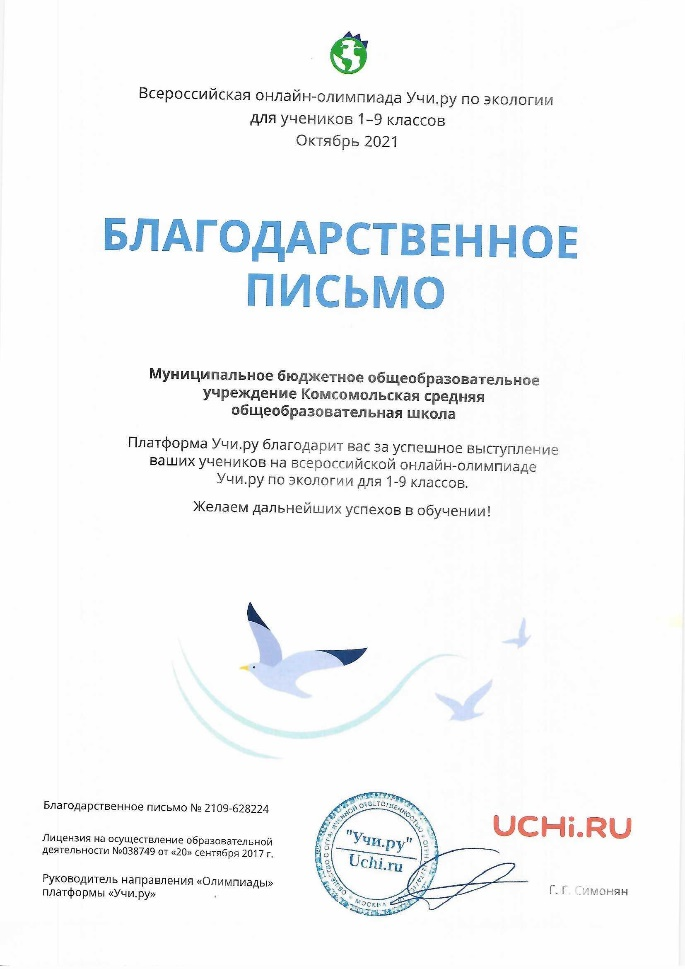 Всероссийская онлайн-олимпиада Учи.ру по экологии
для учеников 1–9 классов
Октябрь 2021
БЛАГОДАРСТВЕННОЕ
ПИСЬМО
Муниципальное бюджетное общеобразовательное
учреждение Комсомольская средняя
общеобразовательная школа
Платформа Учи.ру благодарит вас за успешное выступление
ваших учеников на всероссийской онлайн-олимпиаде
Учи.ру по экологии для 1-9 классов.
Желаем дальнейших успехов в обучении!
Благодарственное письмо № 2109-628224
Лицензия на осуществление образовательной
деятельности №038749 от «20» сентября 2017 г.
Руководитель направления «Олимпиады»
платформы «Учи.ру»
"Учи.ру"
Uchi.ru
МОСКВА
UCHi.RU
Г. Г. Симонян